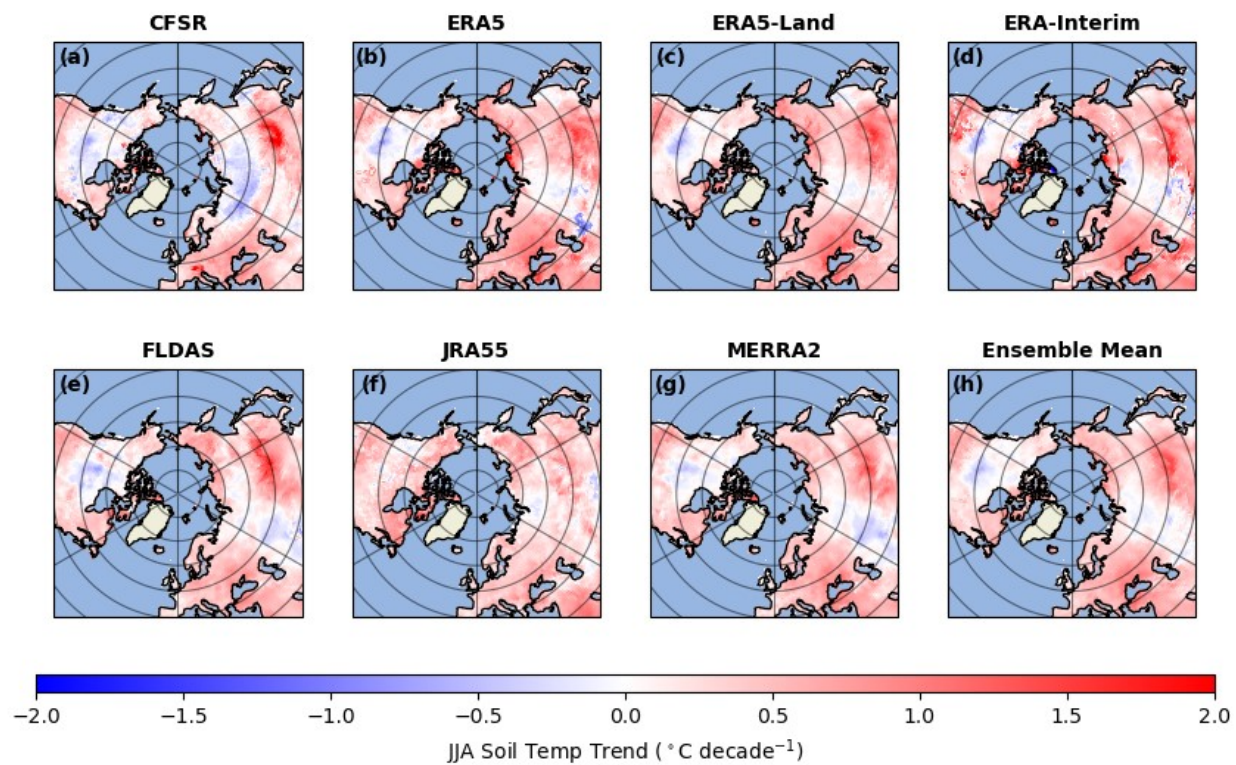 CFSR ERA5 ERA5-Land ERA-Interim
(a) (b) (c) (d)
FLDAS JRA55 MERRA2 Ensemble Mean
(e) (f) (g) (h)
−2.0 −1.5 −1.0 −0.5 0.0 0.5 1.0 1.5 2.0
JJA Soil Temp Trend (°C decade⁻¹)